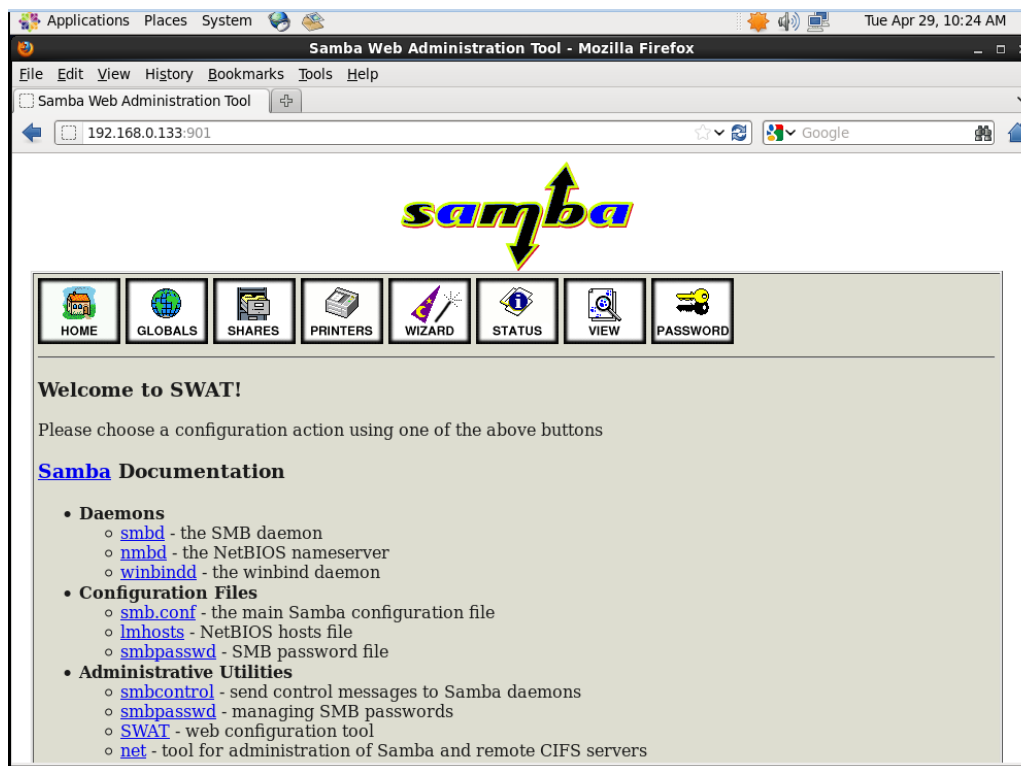 Applications Places System Tue Apr 29, 10:24 AM
Samba Web Administration Tool - Mozilla Firefox
File Edit View History Bookmarks Tools Help
Samba Web Administration Tool
192.168.0.133:901 Google
samba
HOME GLOBALS SHARES PRINTERS WIZARD STATUS VIEW PASSWORD
Welcome to SWAT!
Please choose a configuration action using one of the above buttons
Samba Documentation
• Daemons
◦ smbd - the SMB daemon
◦ nmbd - the NetBIOS nameserver
◦ winbindd - the winbind daemon
• Configuration Files
◦ smb.conf - the main Samba configuration file
◦ lmhosts - NetBIOS hosts file
◦ smbpasswd - SMB password file
• Administrative Utilities
◦ smbcontrol - send control messages to Samba daemons
◦ smbpasswd - managing SMB passwords
◦ SWAT - web configuration tool
◦ net - tool for administration of Samba and remote CIFS servers